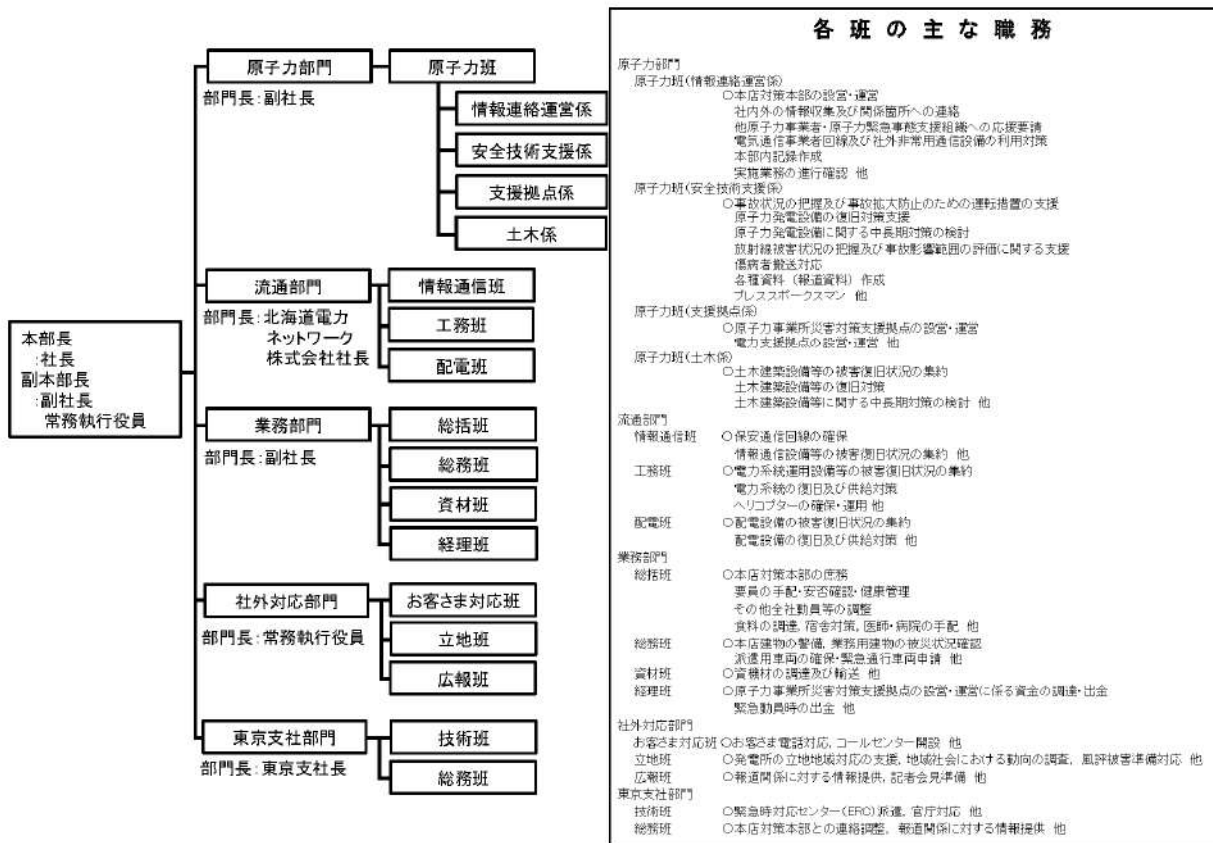 本部長
:社長
副本部長
:副社長
常務執行役員
原子力部門
部門長:副社長
原子力班
情報連絡運営係
安全技術支援係
支援拠点係
土木係
流通部門
部門長:北海道電力
ネットワーク
株式会社社長
情報通信班
工務班
配電班
業務部門
部門長:副社長
総括班
総務班
資材班
経理班
社外対応部門
部門長:常務執行役員
お客さま対応班
立地班
広報班
東京支社部門
部門長:東京支社長
技術班
総務班
各班の主な職務
原子力部門
原子力班(情報連絡運営係)
○本店対策本部の設営・運営
社内外の情報収集及び関係箇所への連絡
他原子力事業者・原子力緊急事態支援組織への応援要請
電気通信事業者回線及び社外非常用通信設備の利用対策
本部内記録作成
実施業務の進行確認 他
原子力班(安全技術支援係)
○事故状況の把握及び事故拡大防止のための運転措置の支援
原子力発電設備の復旧対策支援
原子力発電設備に関する中長期対策の検討
放射線被害状況の把握及び事故影響範囲の評価に関する支援
傷病者搬送対応
各種資料(報道資料)作成
プレススポークスマン 他
原子力班(支援拠点係)
○原子力事業所災害対策支援拠点の設営・運営
電力支援拠点の設営・運営 他
原子力班(土木係)
○土木建築設備等の被害復旧状況の集約
土木建築設備等の復旧対策
土木建築設備等に関する中長期対策の検討 他
流通部門
情報通信班 ○保安通信回線の確保
情報通信設備等の被害復旧状況の集約 他
工務班 ○電力系統運用設備等の被害復旧状況の集約
電力系統の復旧及び供給対策
ヘリコプターの確保・運用 他
配電班 ○配電設備の被害復旧状況の集約
配電設備の復旧及び供給対策 他
業務部門
総括班 ○本店対策本部の庶務
要員の手配・安否確認・健康管理
その他全社動員等の調整
食料の調達, 宿舎対策, 医師・病院の手配 他
総務班 ○本店建物の警備, 業務用建物の被災状況確認
派遣用車両の確保・緊急通行車両申請 他
資材班 ○資機材の調達及び輸送 他
経理班 ○原子力事業所災害対策支援拠点の設営・運営に係る資金の調達・出金
緊急動員時の出金 他
社外対応部門
お客さま対応班 ○お客さま電話対応, コールセンター開設 他
立地班 ○発電所の立地地域対応の支援, 地域社会における動向の調査, 風評被害準備対応 他
広報班 ○報道関係に対する情報提供, 記者会見準備 他
東京支社部門
技術班 ○緊急時対応センター(ERC)派遣, 官庁対応 他
総務班 ○本店対策本部との連絡調整, 報道関係に対する情報提供 他